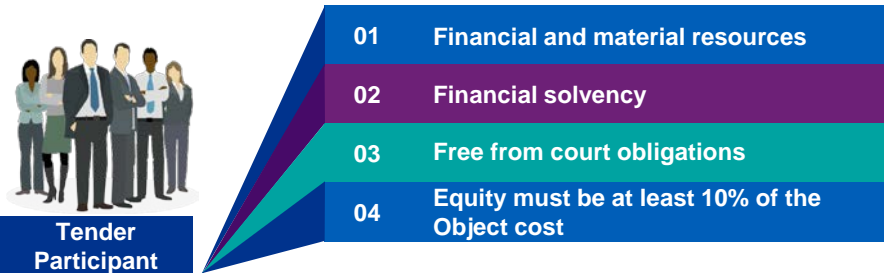 01 Financial and material resources
02 Financial solvency
03 Free from court obligations
04 Equity must be at least 10% of the
Object cost
Tender
Participant